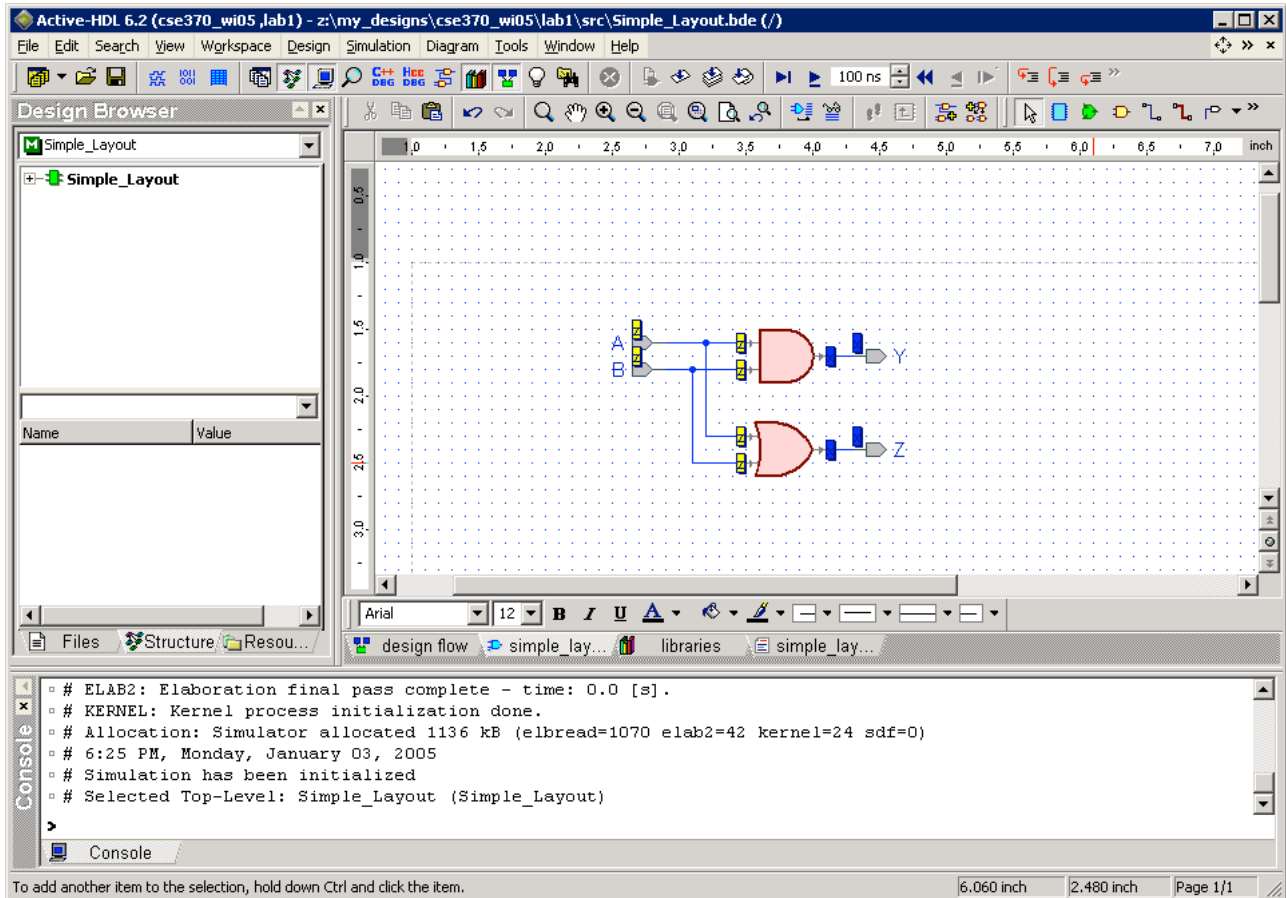 Active-HDL 6.2 (cse370_wi05 ,lab1) - z:\my_designs\cse370_wi05\lab1\src\Simple_Layout.bde (/)
File Edit Search View Workspace Design Simulation Diagram Tools Window Help
C++ DBG HDL DBG 100 ns
Design Browser
Simple_Layout
Simple_Layout
Name Value
Files Structure Resou...
1,0 1,5 2,0 2,5 3,0 3,5 4,0 4,5 5,0 5,5 6,0 6,5 7,0 inch
0,5
1,0
1,5
2,0
2,5
3,0
A Z Z X Y
B Z Z X
Z X Z
Z X
Arial 12 B I U A
design flow simple_lay... libraries simple_lay...
# ELAB2: Elaboration final pass complete - time: 0.0 [s].
# KERNEL: Kernel process initialization done.
# Allocation: Simulator allocated 1136 kB (elbread=1070 elab2=42 kernel=24 sdf=0)
# 6:25 PM, Monday, January 03, 2005
# Simulation has been initialized
# Selected Top-Level: Simple_Layout (Simple_Layout)
>
Console
Console
To add another item to the selection, hold down Ctrl and click the item. 6.060 inch 2.480 inch Page 1/1